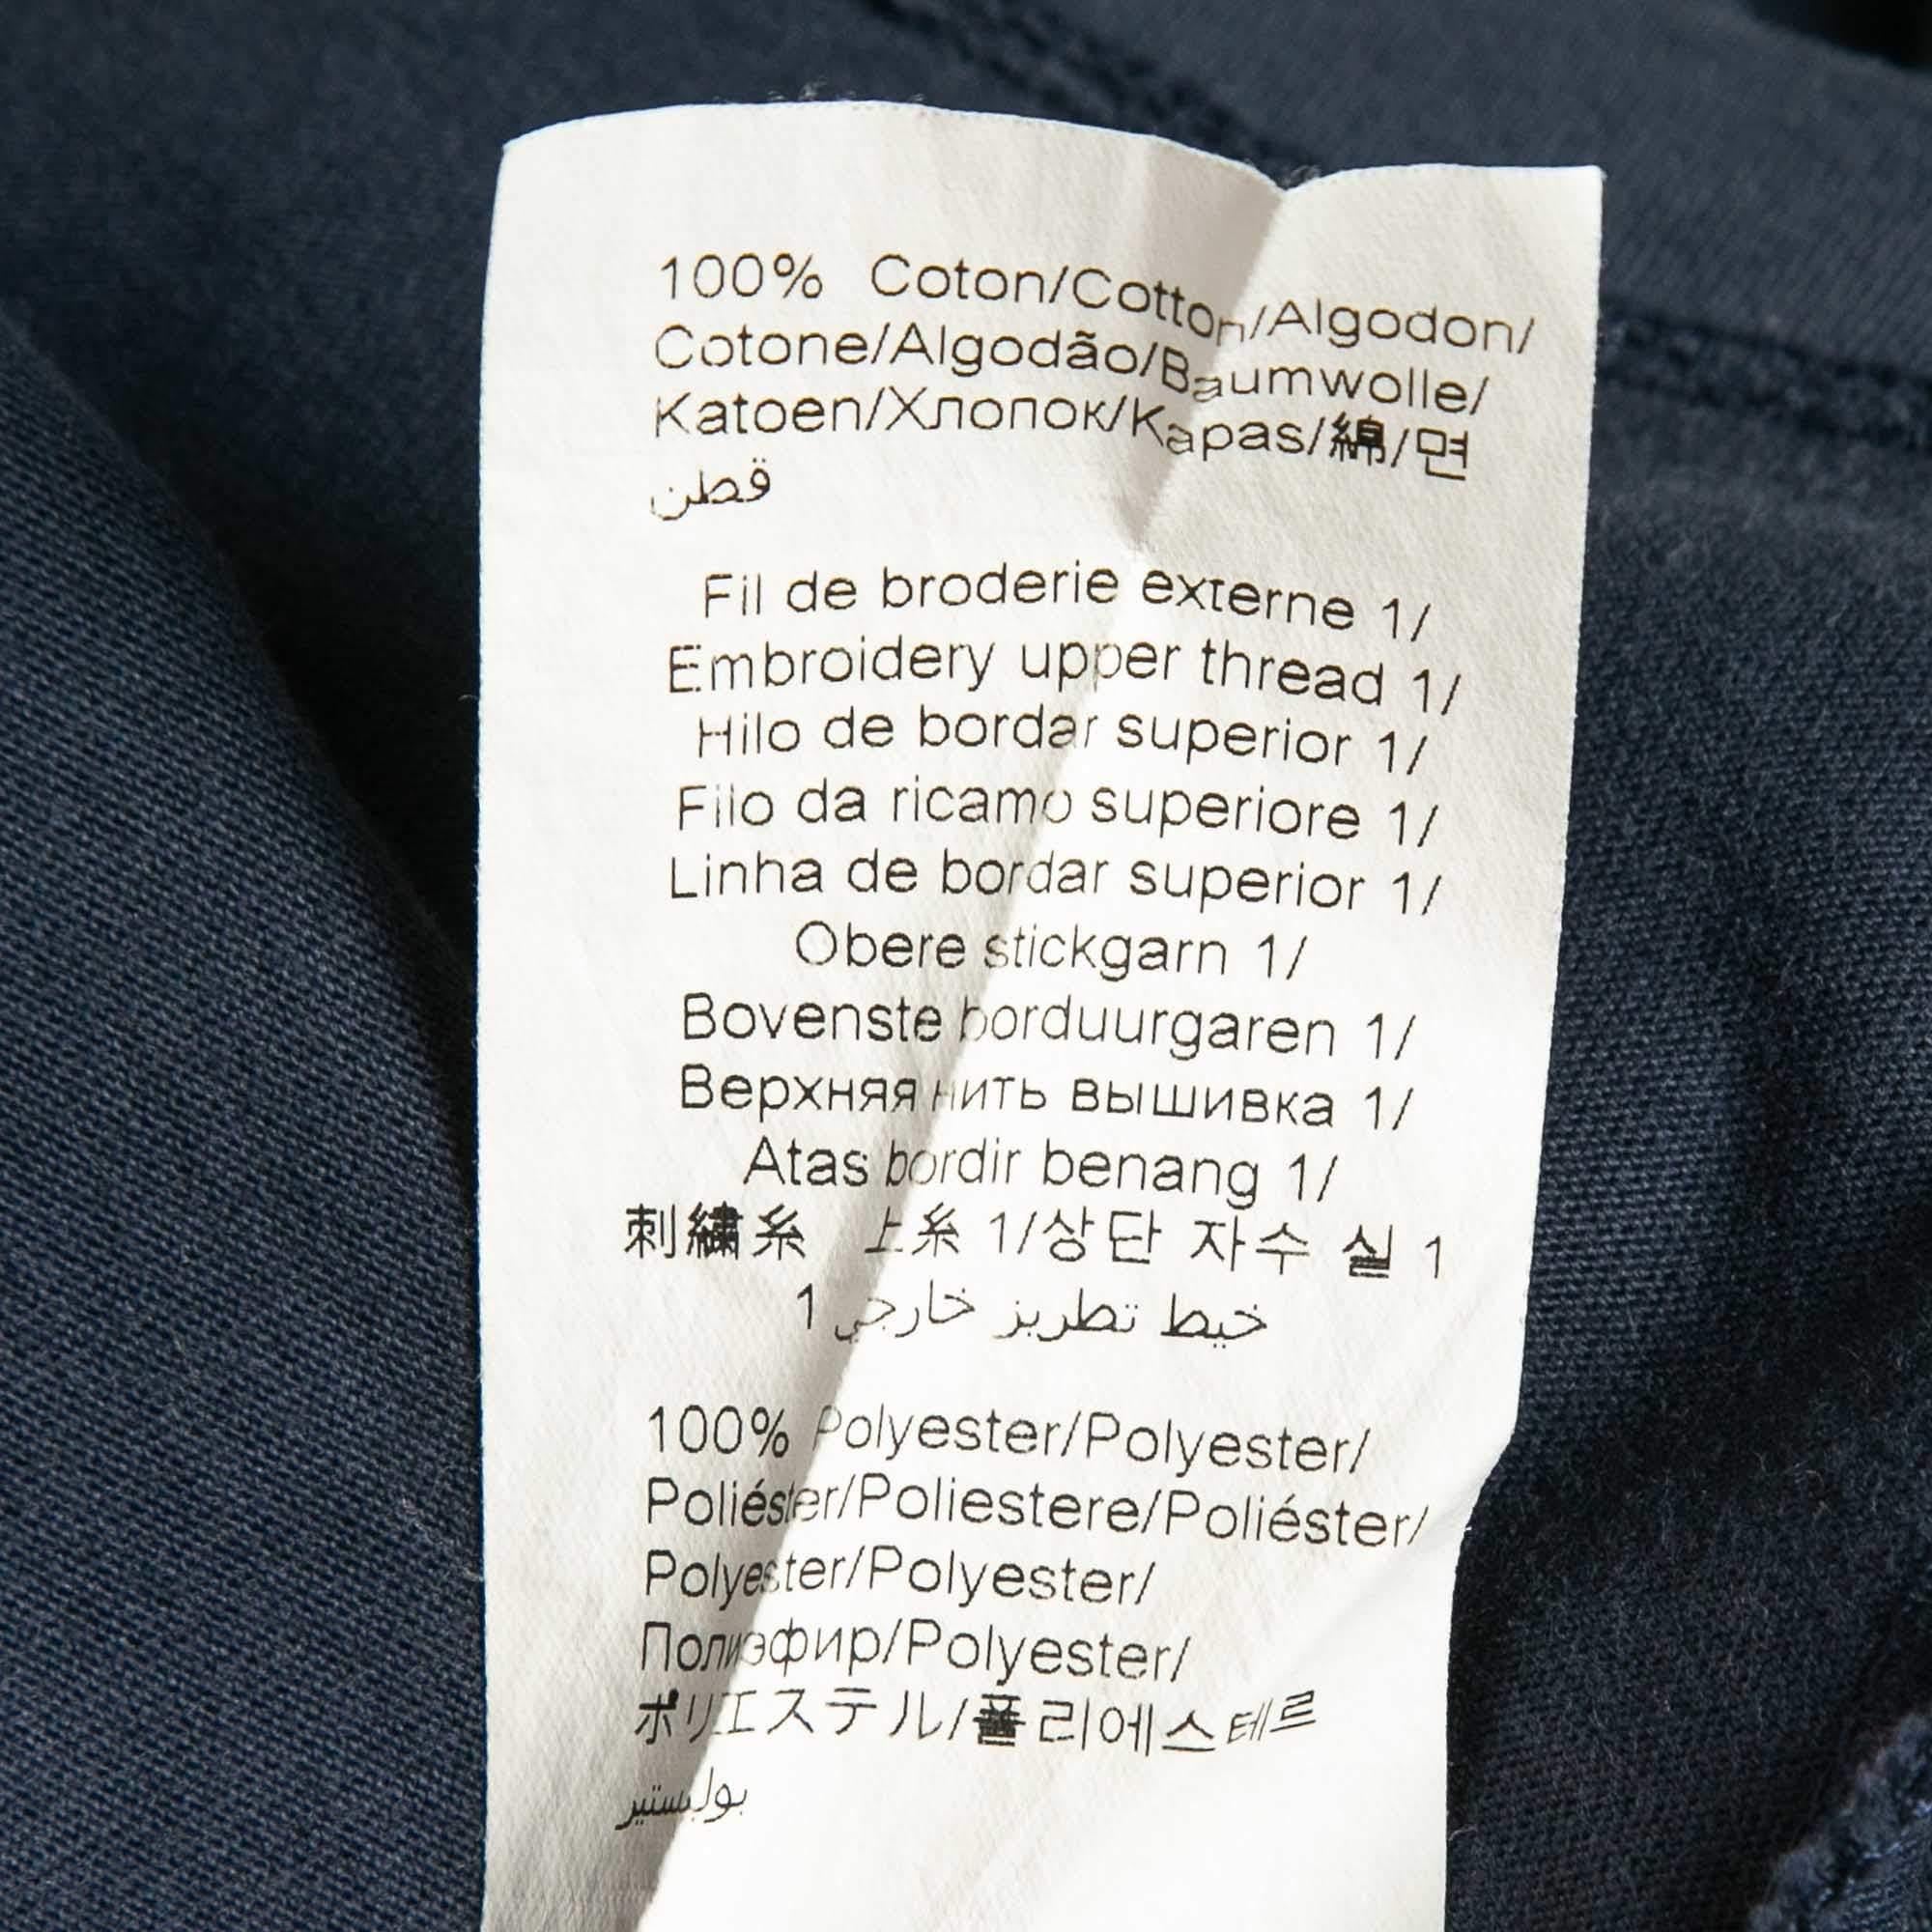 100% Coton/Cotton/Algodon/
Cotone/Algodão/Baumwolle/
Katoen/Хлопок/Kapas/綿/면
قطن
Fil de broderie externe 1/
Embroidery upper thread 1/
Hilo de bordar superior 1/
Filo da ricamo superiore 1/
Linha de bordar superior 1/
Obere stickgarn 1/
Bovenste borduurgaren 1/
Верхняя нить вышивка 1/
Atas bordir benang 1/
刺繍糸 上糸 1/상단 자수 실 1
خيط تطريز خارجي 1
100% Polyester/Polyester/
Poliéster/Poliestere/Poliéster/
Polyester/Polyester/
Полиэфир/Polyester/
ポリエステル/폴리에스테르
بوليستير